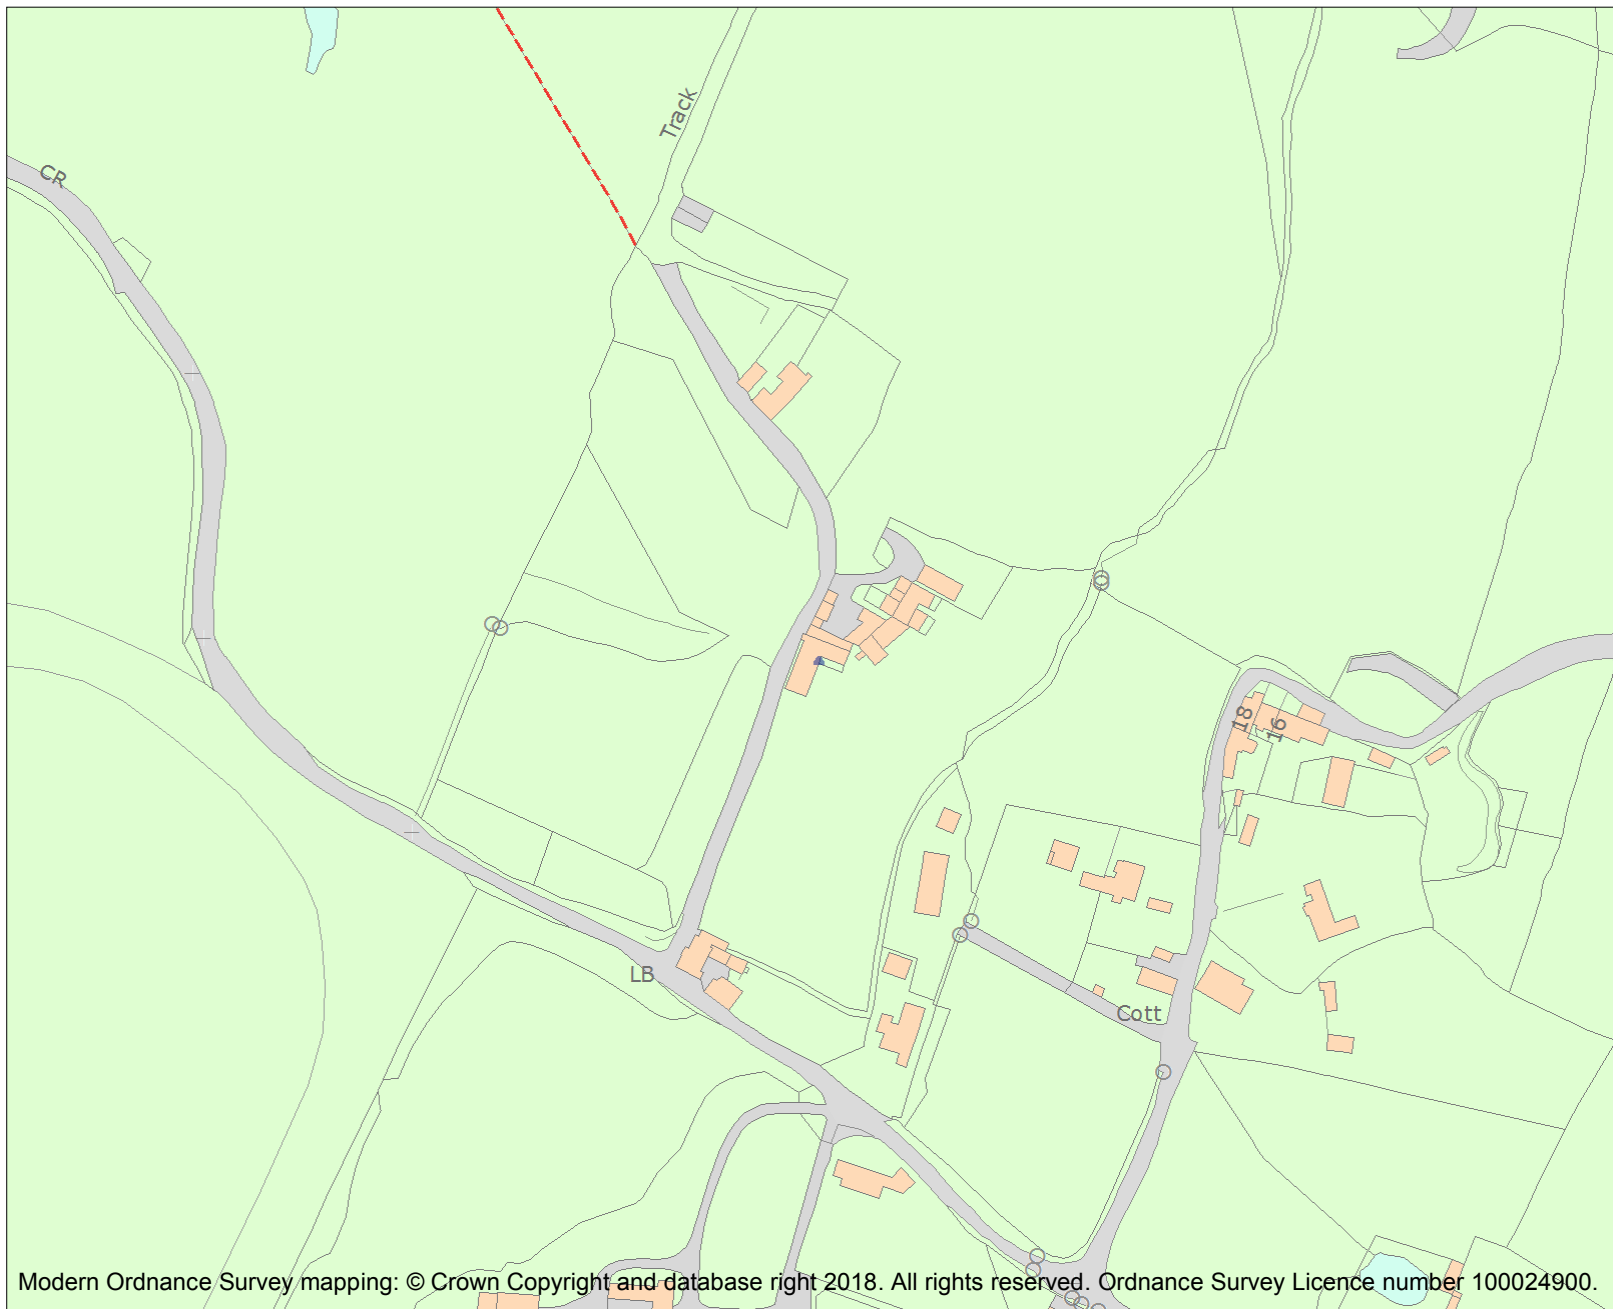 Track
CR
18
16
LB
Cott
Modern Ordnance Survey mapping: © Crown Copyright and database right 2018. All rights reserved. Ordnance Survey Licence number 100024900.